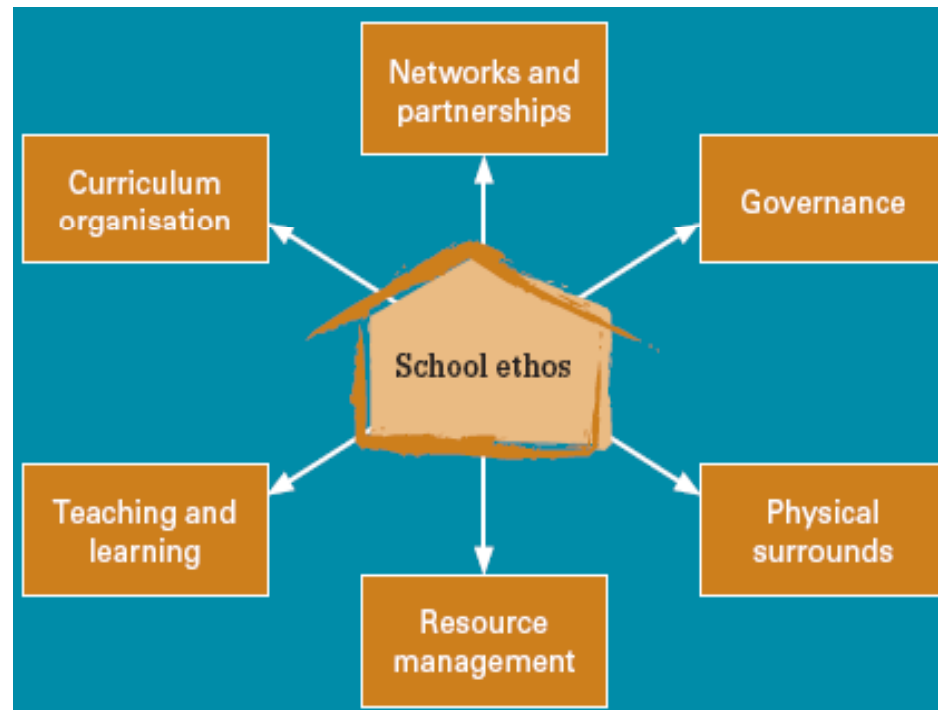 Networks and
partnerships
Curriculum
organisation
Governance
School ethos
Teaching and
learning
Physical
surrounds
Resource
management